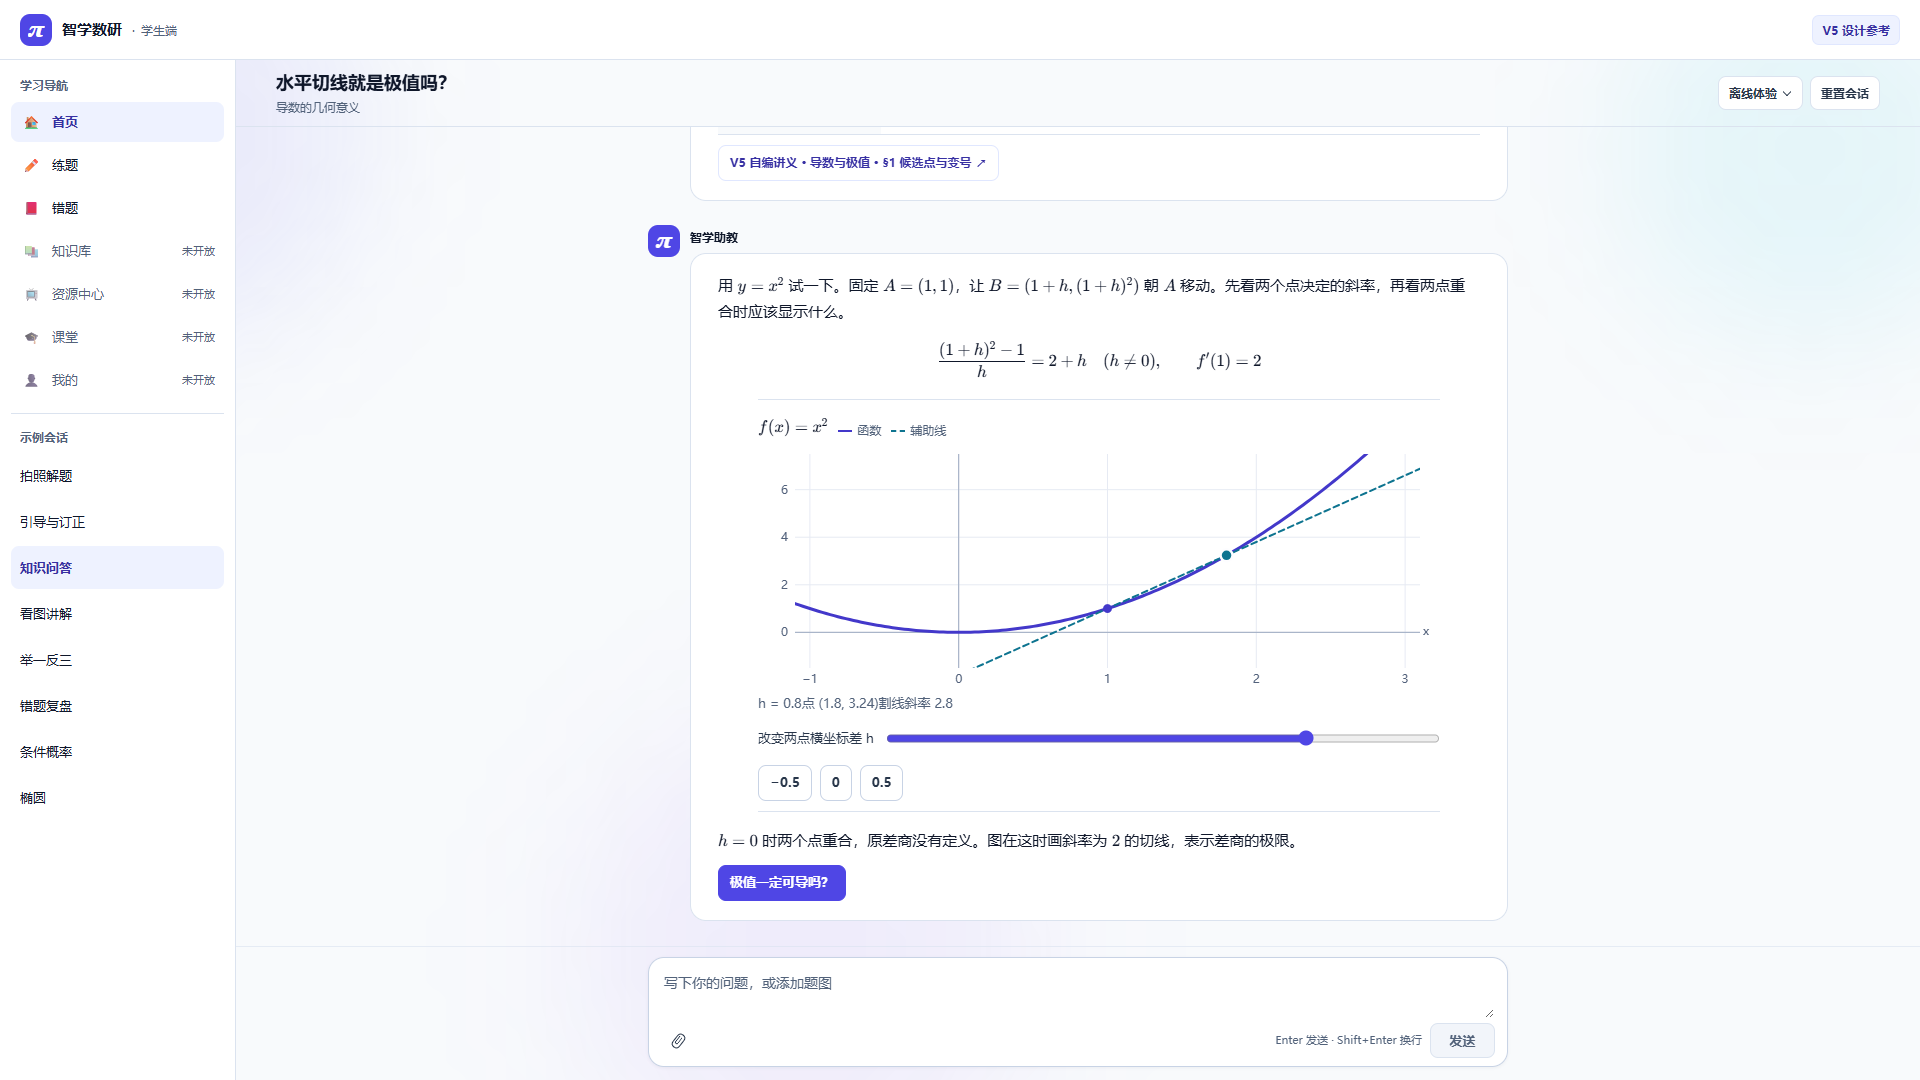 π 智学数研 · 学生端
V5 设计参考
学习导航
首页
练题
错题
知识库 未开放
资源中心 未开放
课堂 未开放
我的 未开放
示例会话
拍照解题
引导与订正
知识问答
看图讲解
举一反三
错题复盘
条件概率
椭圆
水平切线就是极值吗？
导数的几何意义
离线体验
重置会话
V5 自编讲义 • 导数与极值 • §1 候选点与变号 ↗
π 智学助教
用 y = x² 试一下。固定 A = (1, 1)，让 B = (1 + h, (1 + h)²) 朝 A 移动。先看两个点决定的斜率，再看两点重
合时应该显示什么。
((1 + h)² − 1)/h = 2 + h (h ≠ 0), f′(1) = 2
f(x) = x² 函数 辅助线
6
4
2
0
x
−1 0 1 2 3
h = 0.8点 (1.8, 3.24)割线斜率 2.8
改变两点横坐标差 h
−0.5 0 0.5
h = 0 时两个点重合，原差商没有定义。图在这时画斜率为 2 的切线，表示差商的极限。
极值一定可导吗？
写下你的问题，或添加题图
Enter 发送 · Shift+Enter 换行
发送